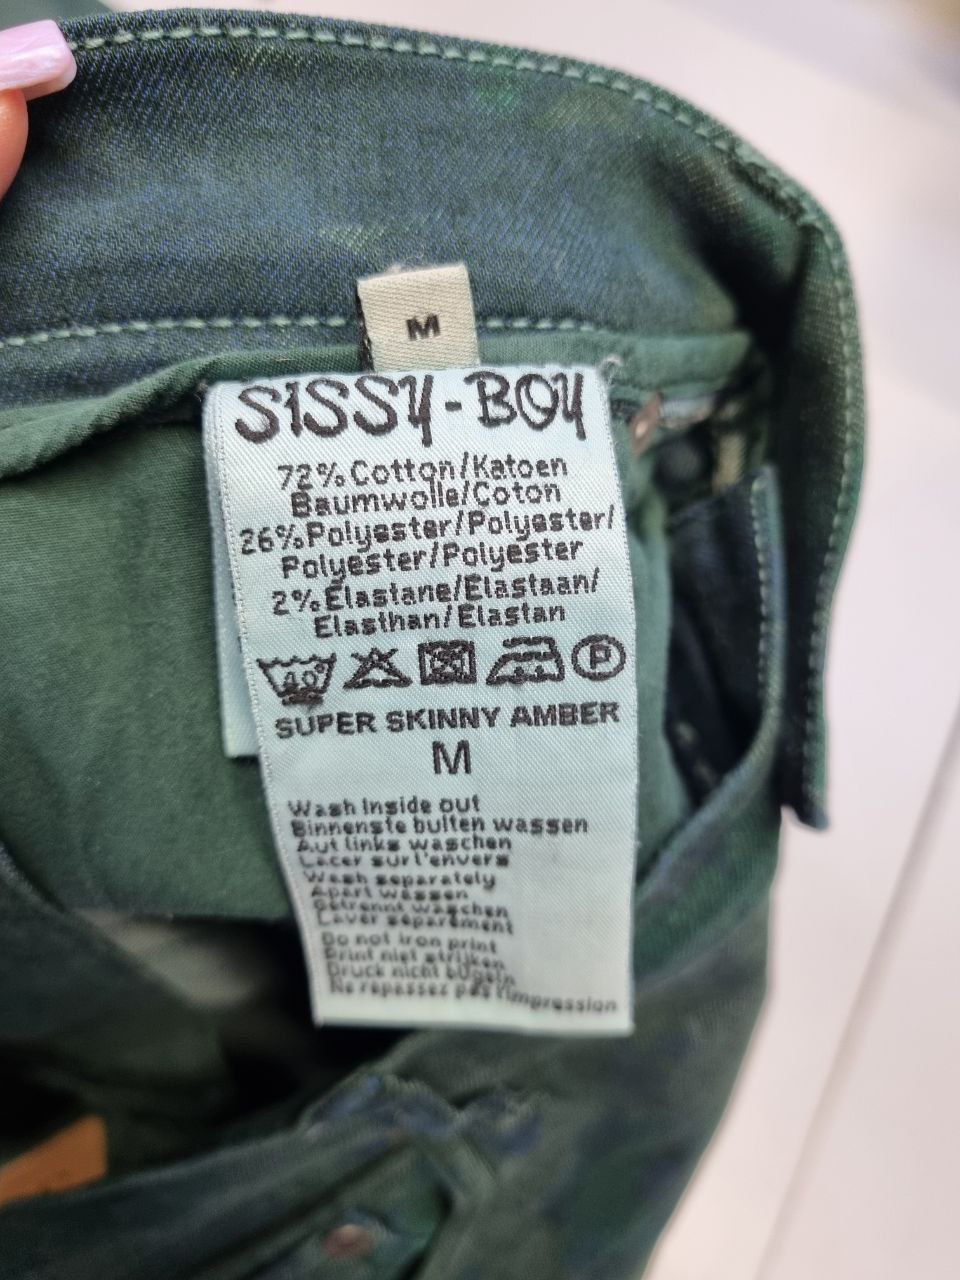 M
SISSY-BOY
72% Cotton/Katoen
Baumwolle/Coton
26% Polyester/Polyester/
Polyester/Polyester
2% Elastane/Elastaan/
Elasthan/Elastan
40°
P
SUPER SKINNY AMBER
M
Wash inside out
Binnenste buiten wassen
Auf links waschen
Lacer sur l'envers
Wash separately
Apart wassen
Getrennt waschen
Laver séparément
Do not iron print
Print niet strijken
Druck nicht bügeln
Ne repassez pas l'impression